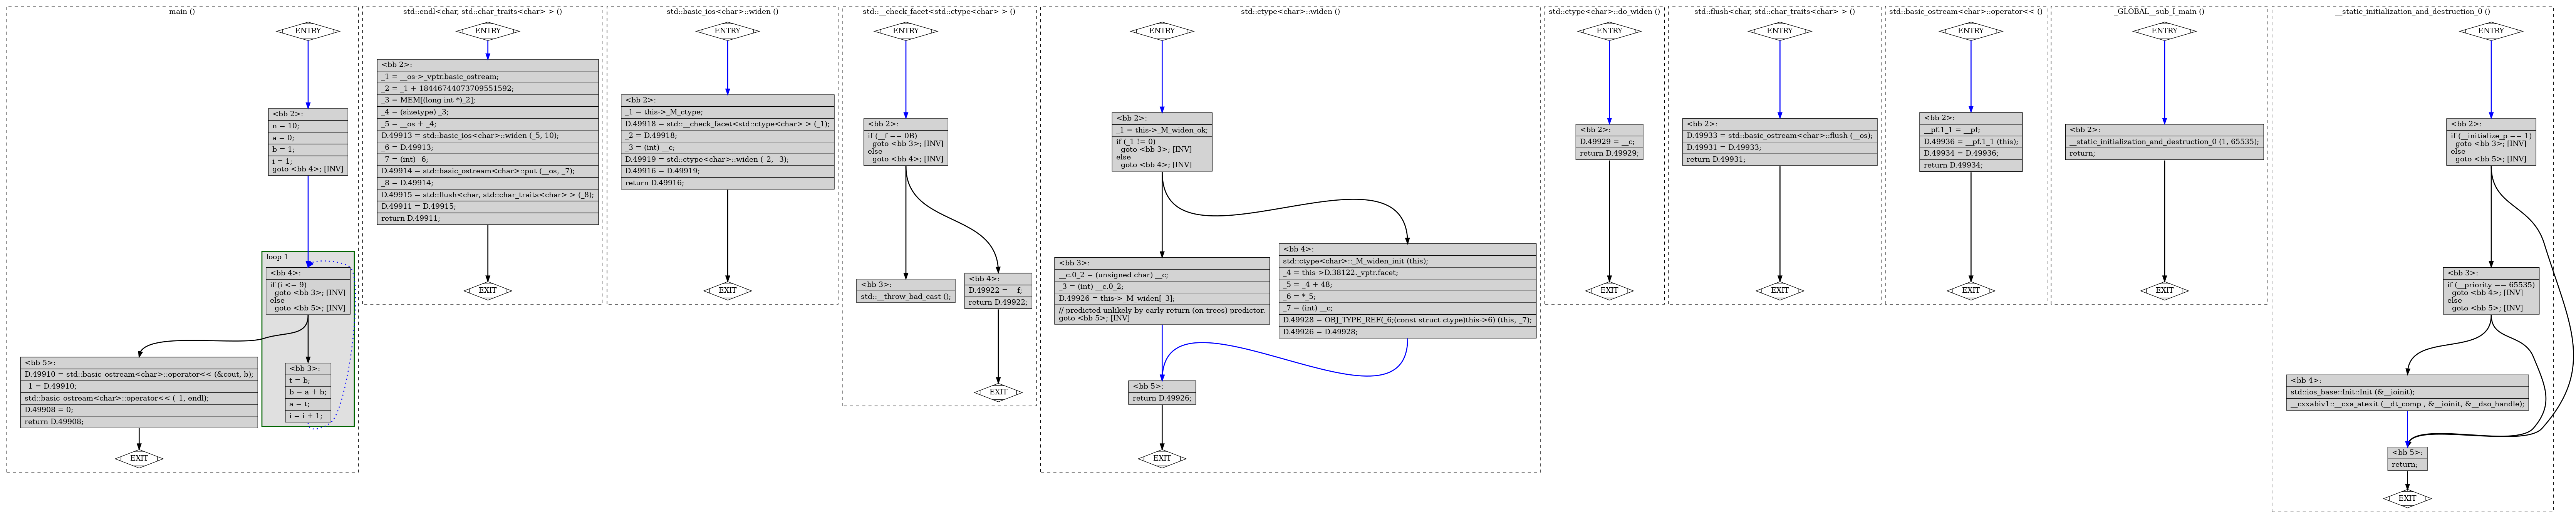 main ()
ENTRY
<bb 2>:
n = 10;
a = 0;
b = 1;
i = 1;
goto <bb 4>; [INV]
loop 1
<bb 4>:
if (i <= 9)
goto <bb 3>; [INV]
else
goto <bb 5>; [INV]
<bb 5>:
D.49910 = std::basic_ostream<char>::operator<< (&cout, b);
_1 = D.49910;
std::basic_ostream<char>::operator<< (_1, endl);
D.49908 = 0;
return D.49908;
<bb 3>:
t = b;
b = a + b;
a = t;
i = i + 1;
EXIT
std::endl<char, std::char_traits<char> > ()
ENTRY
<bb 2>:
_1 = __os->_vptr.basic_ostream;
_2 = _1 + 18446744073709551592;
_3 = MEM[(long int *)_2];
_4 = (sizetype) _3;
_5 = __os + _4;
D.49913 = std::basic_ios<char>::widen (_5, 10);
_6 = D.49913;
_7 = (int) _6;
D.49914 = std::basic_ostream<char>::put (__os, _7);
_8 = D.49914;
D.49915 = std::flush<char, std::char_traits<char> > (_8);
D.49911 = D.49915;
return D.49911;
EXIT
std::basic_ios<char>::widen ()
ENTRY
<bb 2>:
_1 = this->_M_ctype;
D.49918 = std::__check_facet<std::ctype<char> > (_1);
_2 = D.49918;
_3 = (int) __c;
D.49919 = std::ctype<char>::widen (_2, _3);
D.49916 = D.49919;
return D.49916;
EXIT
std::__check_facet<std::ctype<char> > ()
ENTRY
<bb 2>:
if (__f == 0B)
goto <bb 3>; [INV]
else
goto <bb 4>; [INV]
<bb 3>:
std::__throw_bad_cast ();
<bb 4>:
D.49922 = __f;
return D.49922;
EXIT
std::ctype<char>::widen ()
ENTRY
<bb 2>:
_1 = this->_M_widen_ok;
if (_1 != 0)
goto <bb 3>; [INV]
else
goto <bb 4>; [INV]
<bb 3>:
__c.0_2 = (unsigned char) __c;
_3 = (int) __c.0_2;
D.49926 = this->_M_widen[_3];
// predicted unlikely by early return (on trees) predictor.
goto <bb 5>; [INV]
<bb 4>:
std::ctype<char>::_M_widen_init (this);
_4 = this->D.38122._vptr.facet;
_5 = _4 + 48;
_6 = *_5;
_7 = (int) __c;
D.49928 = OBJ_TYPE_REF(_6;(const struct ctype)this->6) (this, _7);
D.49926 = D.49928;
<bb 5>:
return D.49926;
EXIT
std::ctype<char>::do_widen ()
ENTRY
<bb 2>:
D.49929 = __c;
return D.49929;
EXIT
std::flush<char, std::char_traits<char> > ()
ENTRY
<bb 2>:
D.49933 = std::basic_ostream<char>::flush (__os);
D.49931 = D.49933;
return D.49931;
EXIT
std::basic_ostream<char>::operator<< ()
ENTRY
<bb 2>:
__pf.1_1 = __pf;
D.49936 = __pf.1_1 (this);
D.49934 = D.49936;
return D.49934;
EXIT
_GLOBAL__sub_I_main ()
ENTRY
<bb 2>:
__static_initialization_and_destruction_0 (1, 65535);
return;
EXIT
__static_initialization_and_destruction_0 ()
ENTRY
<bb 2>:
if (__initialize_p == 1)
goto <bb 3>; [INV]
else
goto <bb 5>; [INV]
<bb 3>:
if (__priority == 65535)
goto <bb 4>; [INV]
else
goto <bb 5>; [INV]
<bb 4>:
std::ios_base::Init::Init (&__ioinit);
__cxxabiv1::__cxa_atexit (__dt_comp , &__ioinit, &__dso_handle);
<bb 5>:
return;
EXIT